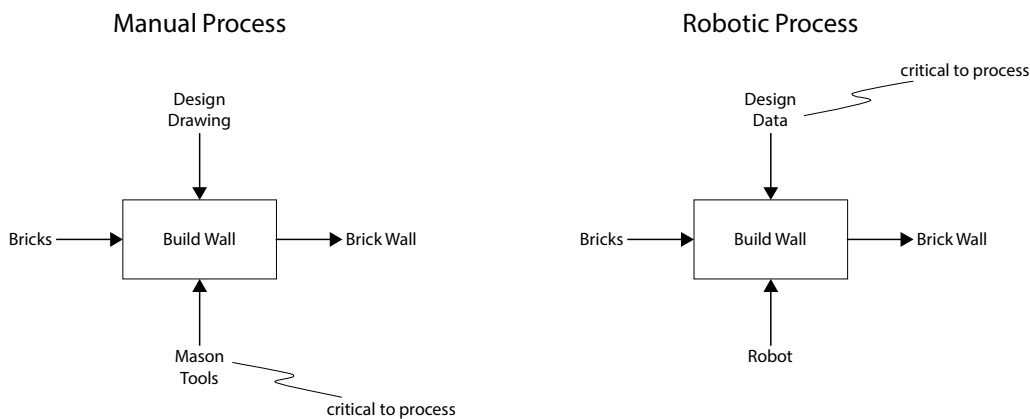 Manual Process
Design
Drawing
Bricks
Build Wall
Brick Wall
Mason
Tools
critical to process
Robotic Process
critical to process
Design
Data
Bricks
Build Wall
Brick Wall
Robot